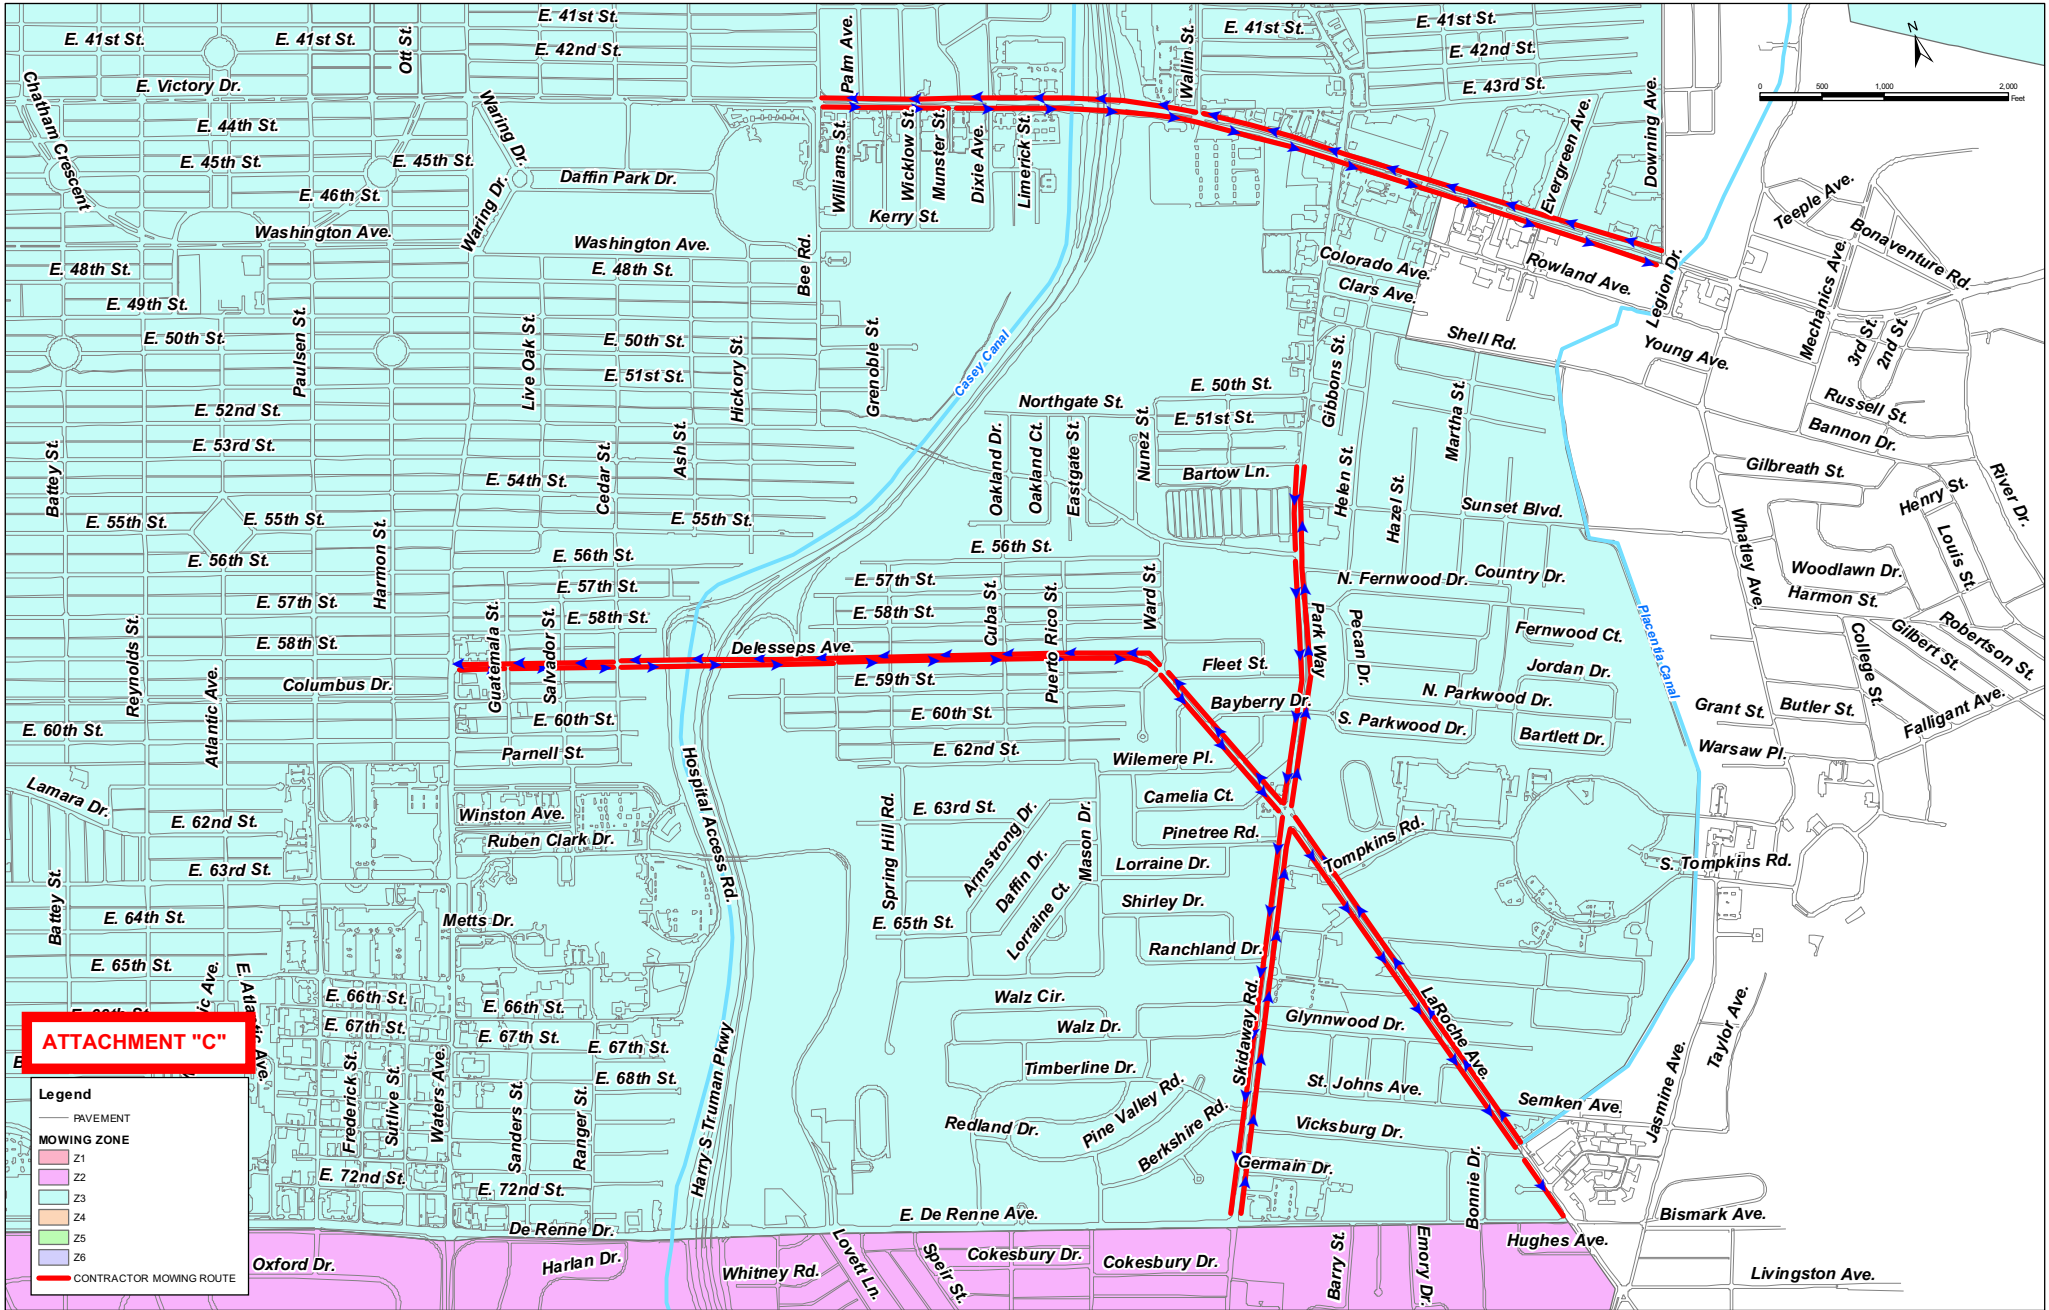 E. 41st St.
E. 41st St.
E. 41st St.
E. 41st St.
E. 41st St.
Ott St.
E. 42nd St.
E. 42nd St.
Palm Ave.
Wallin St.
N
E. Victory Dr.
E. 43rd St.
0 500 1,000 2,000
Feet
Chatham Crescent
Waring Dr.
E. 44th St.
E. 45th St.
E. 45th St.
E. 46th St.
Daffin Park Dr.
Waring Dr.
Williams St.
Wicklow St.
Munster St.
Dixie Ave.
Limerick St.
Kerry St.
Evergreen Ave.
Downing Ave.
Teeple Ave.
Bonaventure Rd.
Washington Ave.
Washington Ave.
Bee Rd.
E. 48th St.
E. 48th St.
Colorado Ave.
Clars Ave.
Rowland Ave.
Legion Dr.
Mechanics Ave.
E. 49th St.
E. 50th St.
E. 50th St.
Paulsen St.
Live Oak St.
Hickory St.
Grenoble St.
Casey Canal
Gibbons St.
Shell Rd.
Young Ave.
3rd St.
2nd St.
E. 51st St.
E. 50th St.
E. 51st St.
Northgate St.
Nunez St.
Martha St.
Russell St.
Bannon Dr.
E. 52nd St.
E. 53rd St.
E. 54th St.
Battey St.
Cedar St.
Ash St.
Oakland Dr.
Oakland Ct.
Eastgate St.
Bartow Ln.
Helen St.
Hazel St.
Gilbreath St.
Henry St.
River Dr.
E. 55th St.
E. 55th St.
E. 55th St.
Sunset Blvd.
Whatley Ave.
Louis St.
E. 56th St.
E. 56th St.
E. 56th St.
Harmon St.
E. 57th St.
E. 57th St.
E. 57th St.
N. Fernwood Dr.
Country Dr.
Woodlawn Dr.
Harmon St.
E. 58th St.
E. 58th St.
E. 58th St.
Cuba St.
Puerto Rico St.
Ward St.
Park Way
Pecan Dr.
Fernwood Ct.
Placentia Canal
College St.
Gilbert St.
Robertson St.
Reynolds St.
Atlantic Ave.
Guatemala St.
Salvador St.
Delesseps Ave.
Fleet St.
Jordan Dr.
Columbus Dr.
E. 59th St.
Bayberry Dr.
N. Parkwood Dr.
Grant St.
Butler St.
Falligant Ave.
E. 60th St.
E. 60th St.
E. 60th St.
S. Parkwood Dr.
Bartlett Dr.
Warsaw Pl.
Parnell St.
E. 62nd St.
Wilemere Pl.
Lamara Dr.
Hospital Access Rd.
E. 62nd St.
Winston Ave.
Ruben Clark Dr.
Spring Hill Rd.
E. 63rd St.
Armstrong Dr.
Daffin Dr.
Mason Dr.
Camelia Ct.
Pinetree Rd.
Lorraine Dr.
Tompkins Rd.
S. Tompkins Rd.
E. 63rd St.
Battey St.
E. 64th St.
Metts Dr.
E. 65th St.
Lorraine Ct.
Shirley Dr.
Ranchland Dr.
E. 65th St.
E. Atlantic Ave.
E. 66th St.
E. 66th St.
Walz Cir.
Walz Dr.
Skidaway Rd.
Glynnwood Dr.
LaRoche Ave.
Taylor Ave.
ATTACHMENT "C"
E. 67th St.
E. 67th St.
E. 67th St.
E. 68th St.
Timberline Dr.
St. Johns Ave.
Semken Ave.
Jasmine Ave.
Frederick St.
Sutlive St.
Waters Ave.
Sanders St.
Ranger St.
Harry S Truman Pkwy
Redland Dr.
Pine Valley Rd.
Berkshire Rd.
Vicksburg Dr.
Germain Dr.
Bonnie Dr.
E. 72nd St.
E. 72nd St.
De Renne Dr.
E. De Renne Ave.
Bismark Ave.
Hughes Ave.
Oxford Dr.
Harlan Dr.
Whitney Rd.
Lovett Ln.
Speir St.
Cokesbury Dr.
Cokesbury Dr.
Barry St.
Emory Dr.
Livingston Ave.
Legend
PAVEMENT
MOWING ZONE
Z1
Z2
Z3
Z4
Z5
Z6
CONTRACTOR MOWING ROUTE